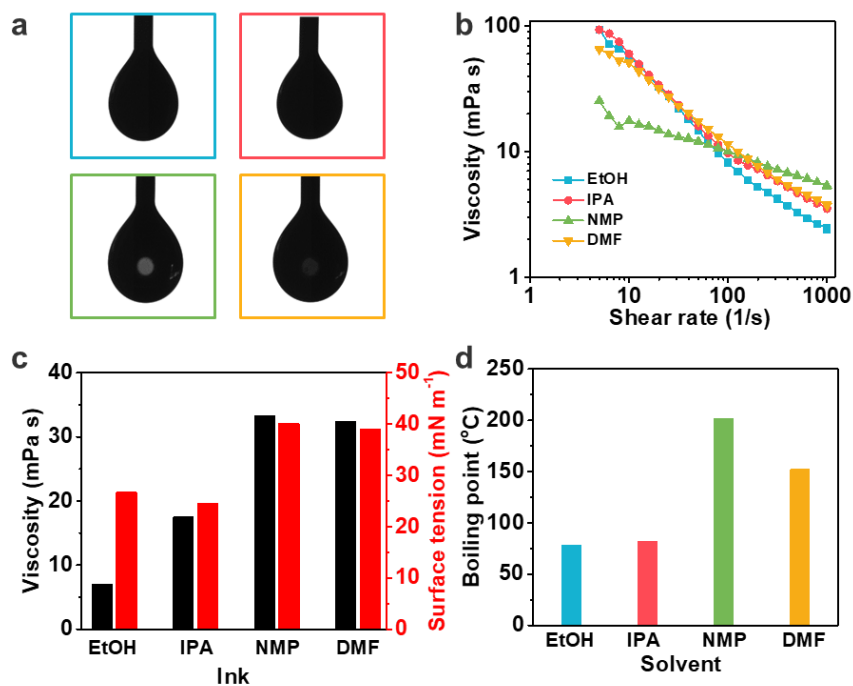 a
b
Viscosity (mPa s)
100
10
1
EtOH
IPA
NMP
DMF
1 10 100 1000
Shear rate (1/s)
c
Viscosity (mPa s)
40
30
20
10
0
50
40
30
20
10
0
Surface tension (mN m⁻¹)
EtOH IPA NMP DMF
Ink
d
Boiling point (°C)
250
200
150
100
50
0
EtOH IPA NMP DMF
Solvent